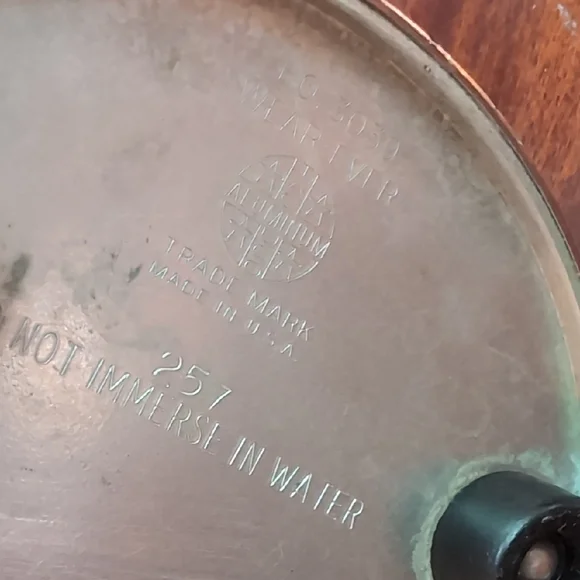 WEAR EVER
ALUMINUM
TRADE MARK
MADE IN U.S.A.
257
NOT IMMERSE IN WATER